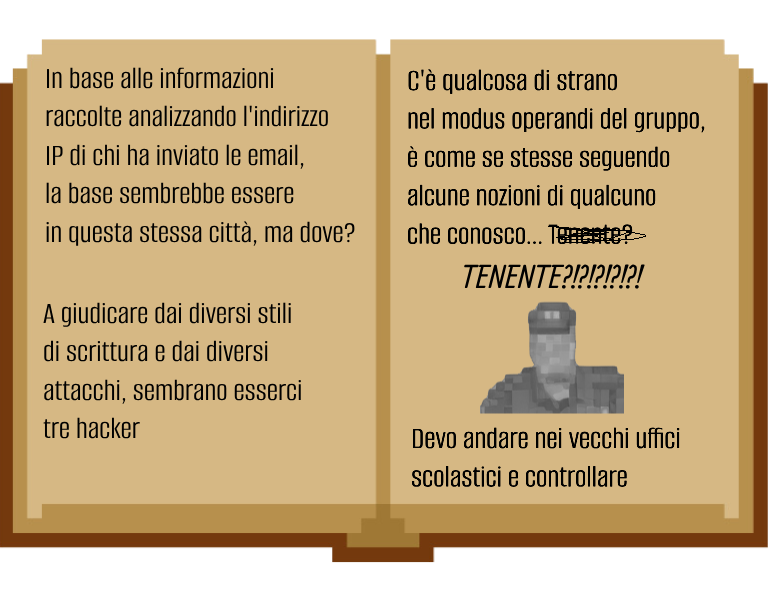 In base alle informazioni
raccolte analizzando l'indirizzo
IP di chi ha inviato le email,
la base sembrebbe essere
in questa stessa città, ma dove?
A giudicare dai diversi stili
di scrittura e dai diversi
attacchi, sembrano esserci
tre hacker
C'è qualcosa di strano
nel modus operandi del gruppo,
è come se stesse seguendo
alcune nozioni di qualcuno
che conosco... Tenente?
TENENTE?!?!?!?!
Devo andare nei vecchi uffici
scolastici e controllare